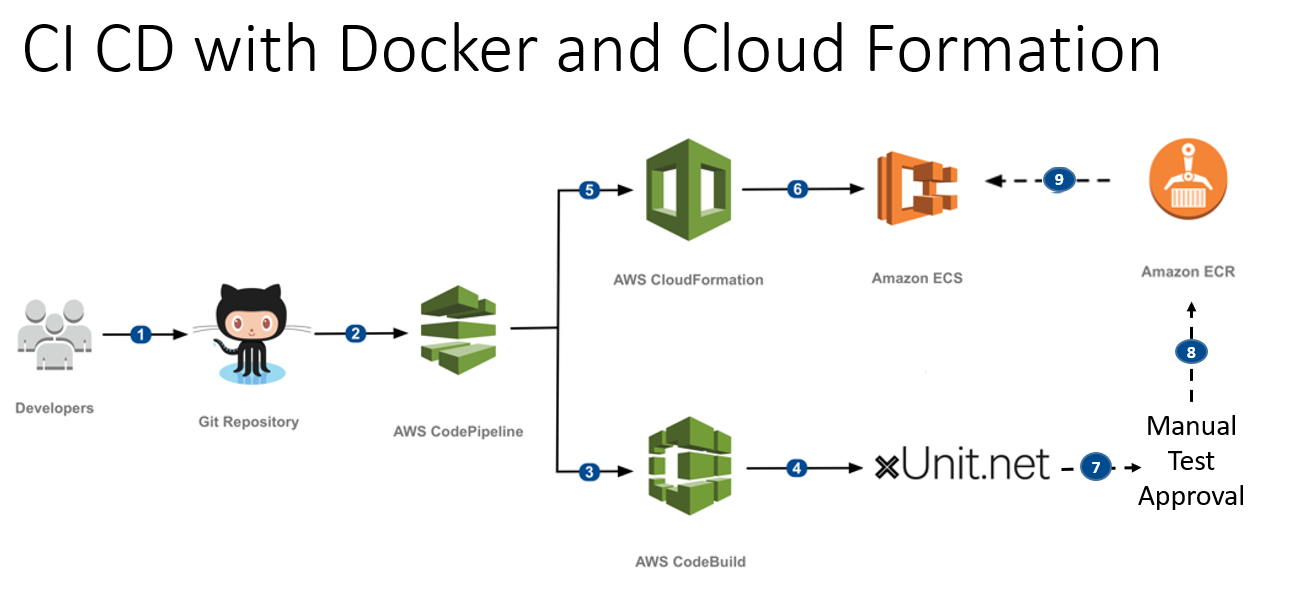 CI CD with Docker and Cloud Formation
5
6
9
AWS CloudFormation
Amazon ECS
Amazon ECR
1
2
8
Developers
Git Repository
AWS CodePipeline
Manual
Test
Approval
3
4
xUnit.net
7
AWS CodeBuild